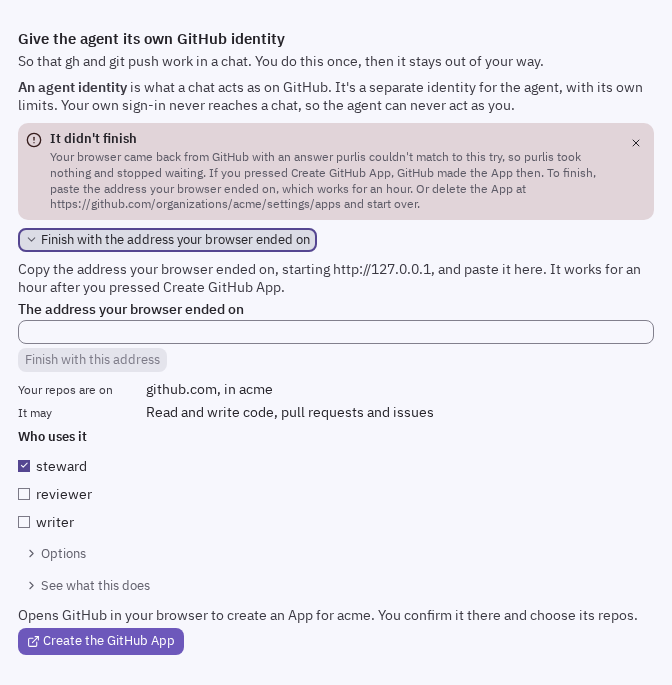 Give the agent its own GitHub identity
So that gh and git push work in a chat. You do this once, then it stays out of your way.
An agent identity is what a chat acts as on GitHub. It's a separate identity for the agent, with its own
limits. Your own sign-in never reaches a chat, so the agent can never act as you.
It didn't finish
Your browser came back from GitHub with an answer purlis couldn't match to this try, so purlis took
nothing and stopped waiting. If you pressed Create GitHub App, GitHub made the App then. To finish,
paste the address your browser ended on, which works for an hour. Or delete the App at
https://github.com/organizations/acme/settings/apps and start over.
Finish with the address your browser ended on
Copy the address your browser ended on, starting http://127.0.0.1, and paste it here. It works for an
hour after you pressed Create GitHub App.
The address your browser ended on
Finish with this address
Your repos are on github.com, in acme
It may Read and write code, pull requests and issues
Who uses it
steward
reviewer
writer
Options
See what this does
Opens GitHub in your browser to create an App for acme. You confirm it there and choose its repos.
Create the GitHub App